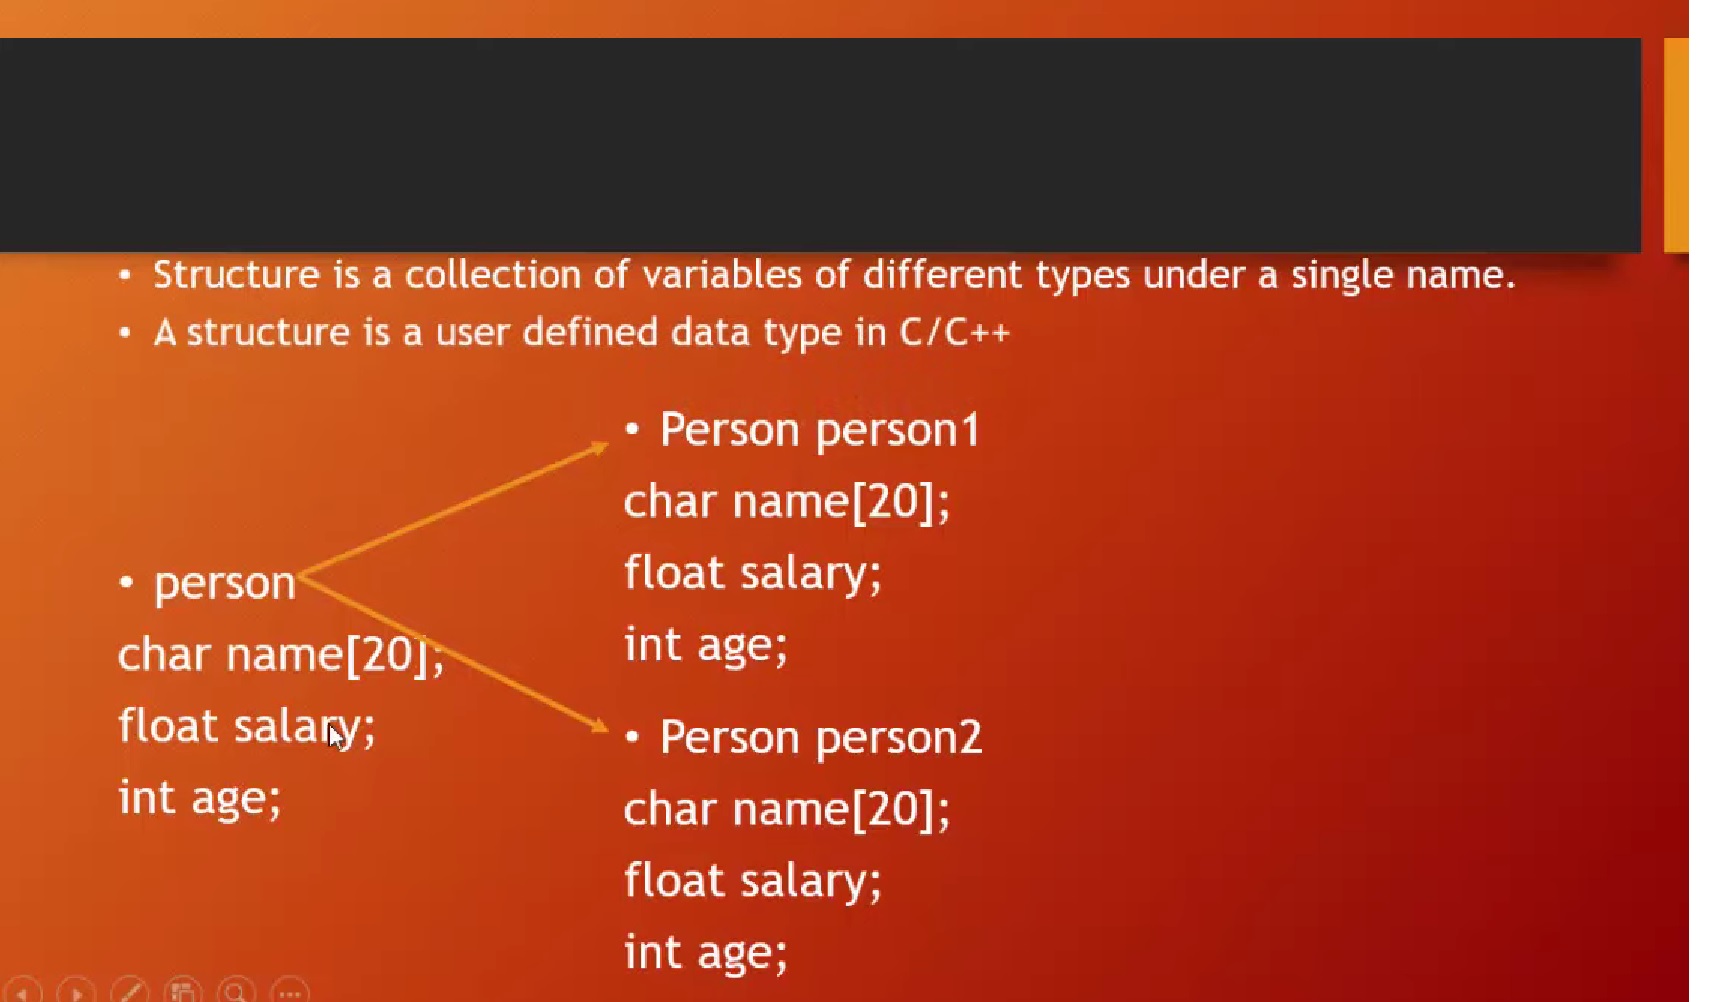 • Structure is a collection of variables of different types under a single name.
• A structure is a user defined data type in C/C++
• person
char name[20];
float salary;
int age;
• Person person1
char name[20];
float salary;
int age;
• Person person2
char name[20];
float salary;
int age;